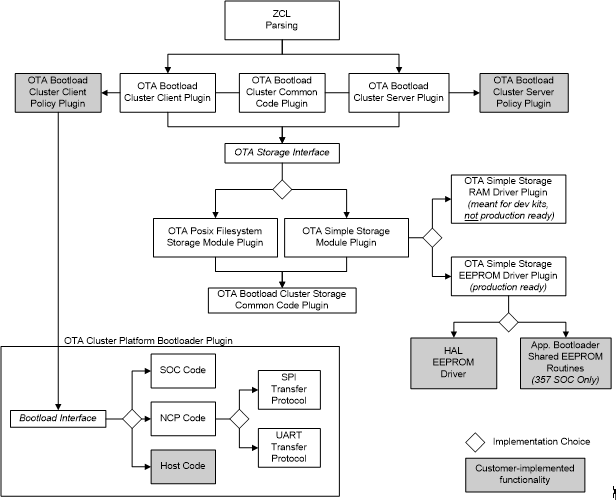 ZCL
Parsing
OTA Bootload
Cluster Client
Policy Plugin
OTA Bootload
Cluster Client Plugin
OTA Bootload
Cluster Common
Code Plugin
OTA Bootload
Cluster Server Plugin
OTA Bootload
Cluster Server
Policy Plugin
OTA Storage Interface
OTA Posix Filesystem
Storage Module Plugin
OTA Simple Storage
Module Plugin
OTA Simple Storage
RAM Driver Plugin
(meant for dev kits,
not production ready)
OTA Simple Storage
EEPROM Driver Plugin
(production ready)
OTA Bootload Cluster Storage
Common Code Plugin
HAL
EEPROM
Driver
App. Bootloader
Shared EEPROM
Routines
(357 SOC Only)
OTA Cluster Platform Bootloader Plugin
Bootload Interface
SOC Code
NCP Code
Host Code
SPI
Transfer
Protocol
UART
Transfer
Protocol
Implementation Choice
Customer-implemented
functionality